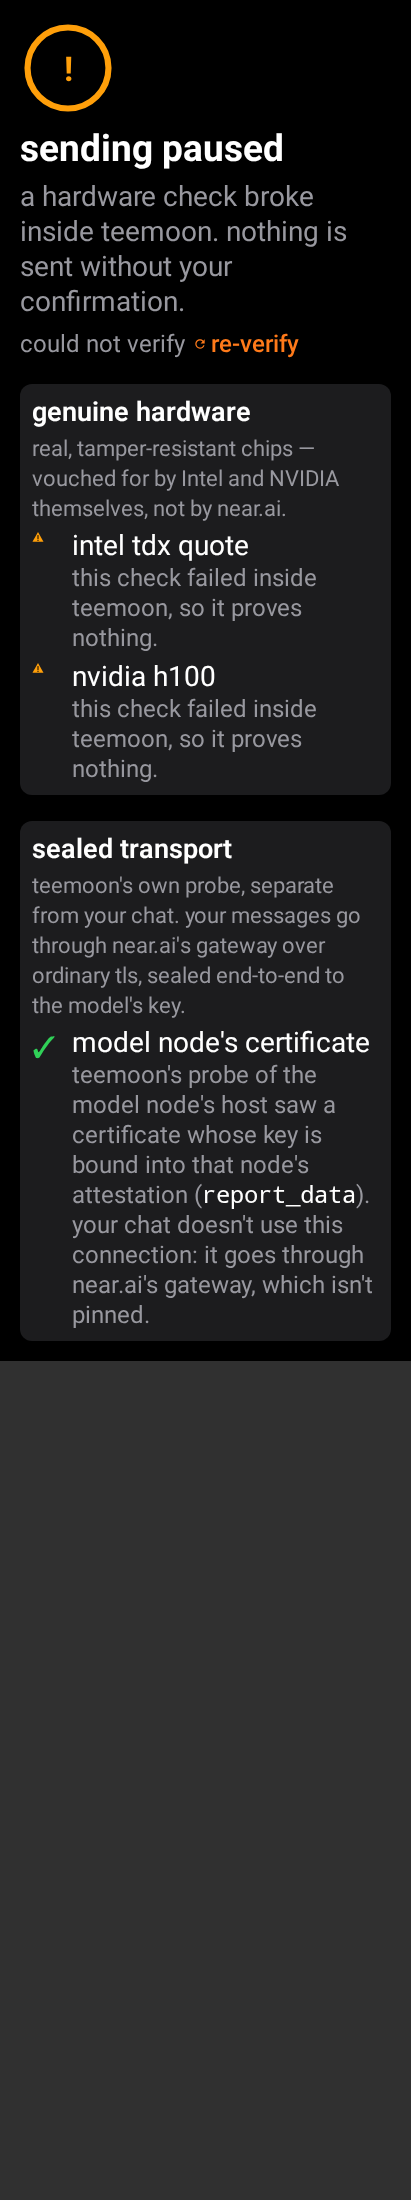 !
sending paused
a hardware check broke
inside teemoon. nothing is
sent without your
confirmation.
could not verify re-verify
genuine hardware
real, tamper-resistant chips —
vouched for by Intel and NVIDIA
themselves, not by near.ai.
intel tdx quote
this check failed inside
teemoon, so it proves
nothing.
nvidia h100
this check failed inside
teemoon, so it proves
nothing.
sealed transport
teemoon's own probe, separate
from your chat. your messages go
through near.ai's gateway over
ordinary tls, sealed end-to-end to
the model's key.
model node's certificate
teemoon's probe of the
model node's host saw a
certificate whose key is
bound into that node's
attestation (report_data).
your chat doesn't use this
connection: it goes through
near.ai's gateway, which isn't
pinned.